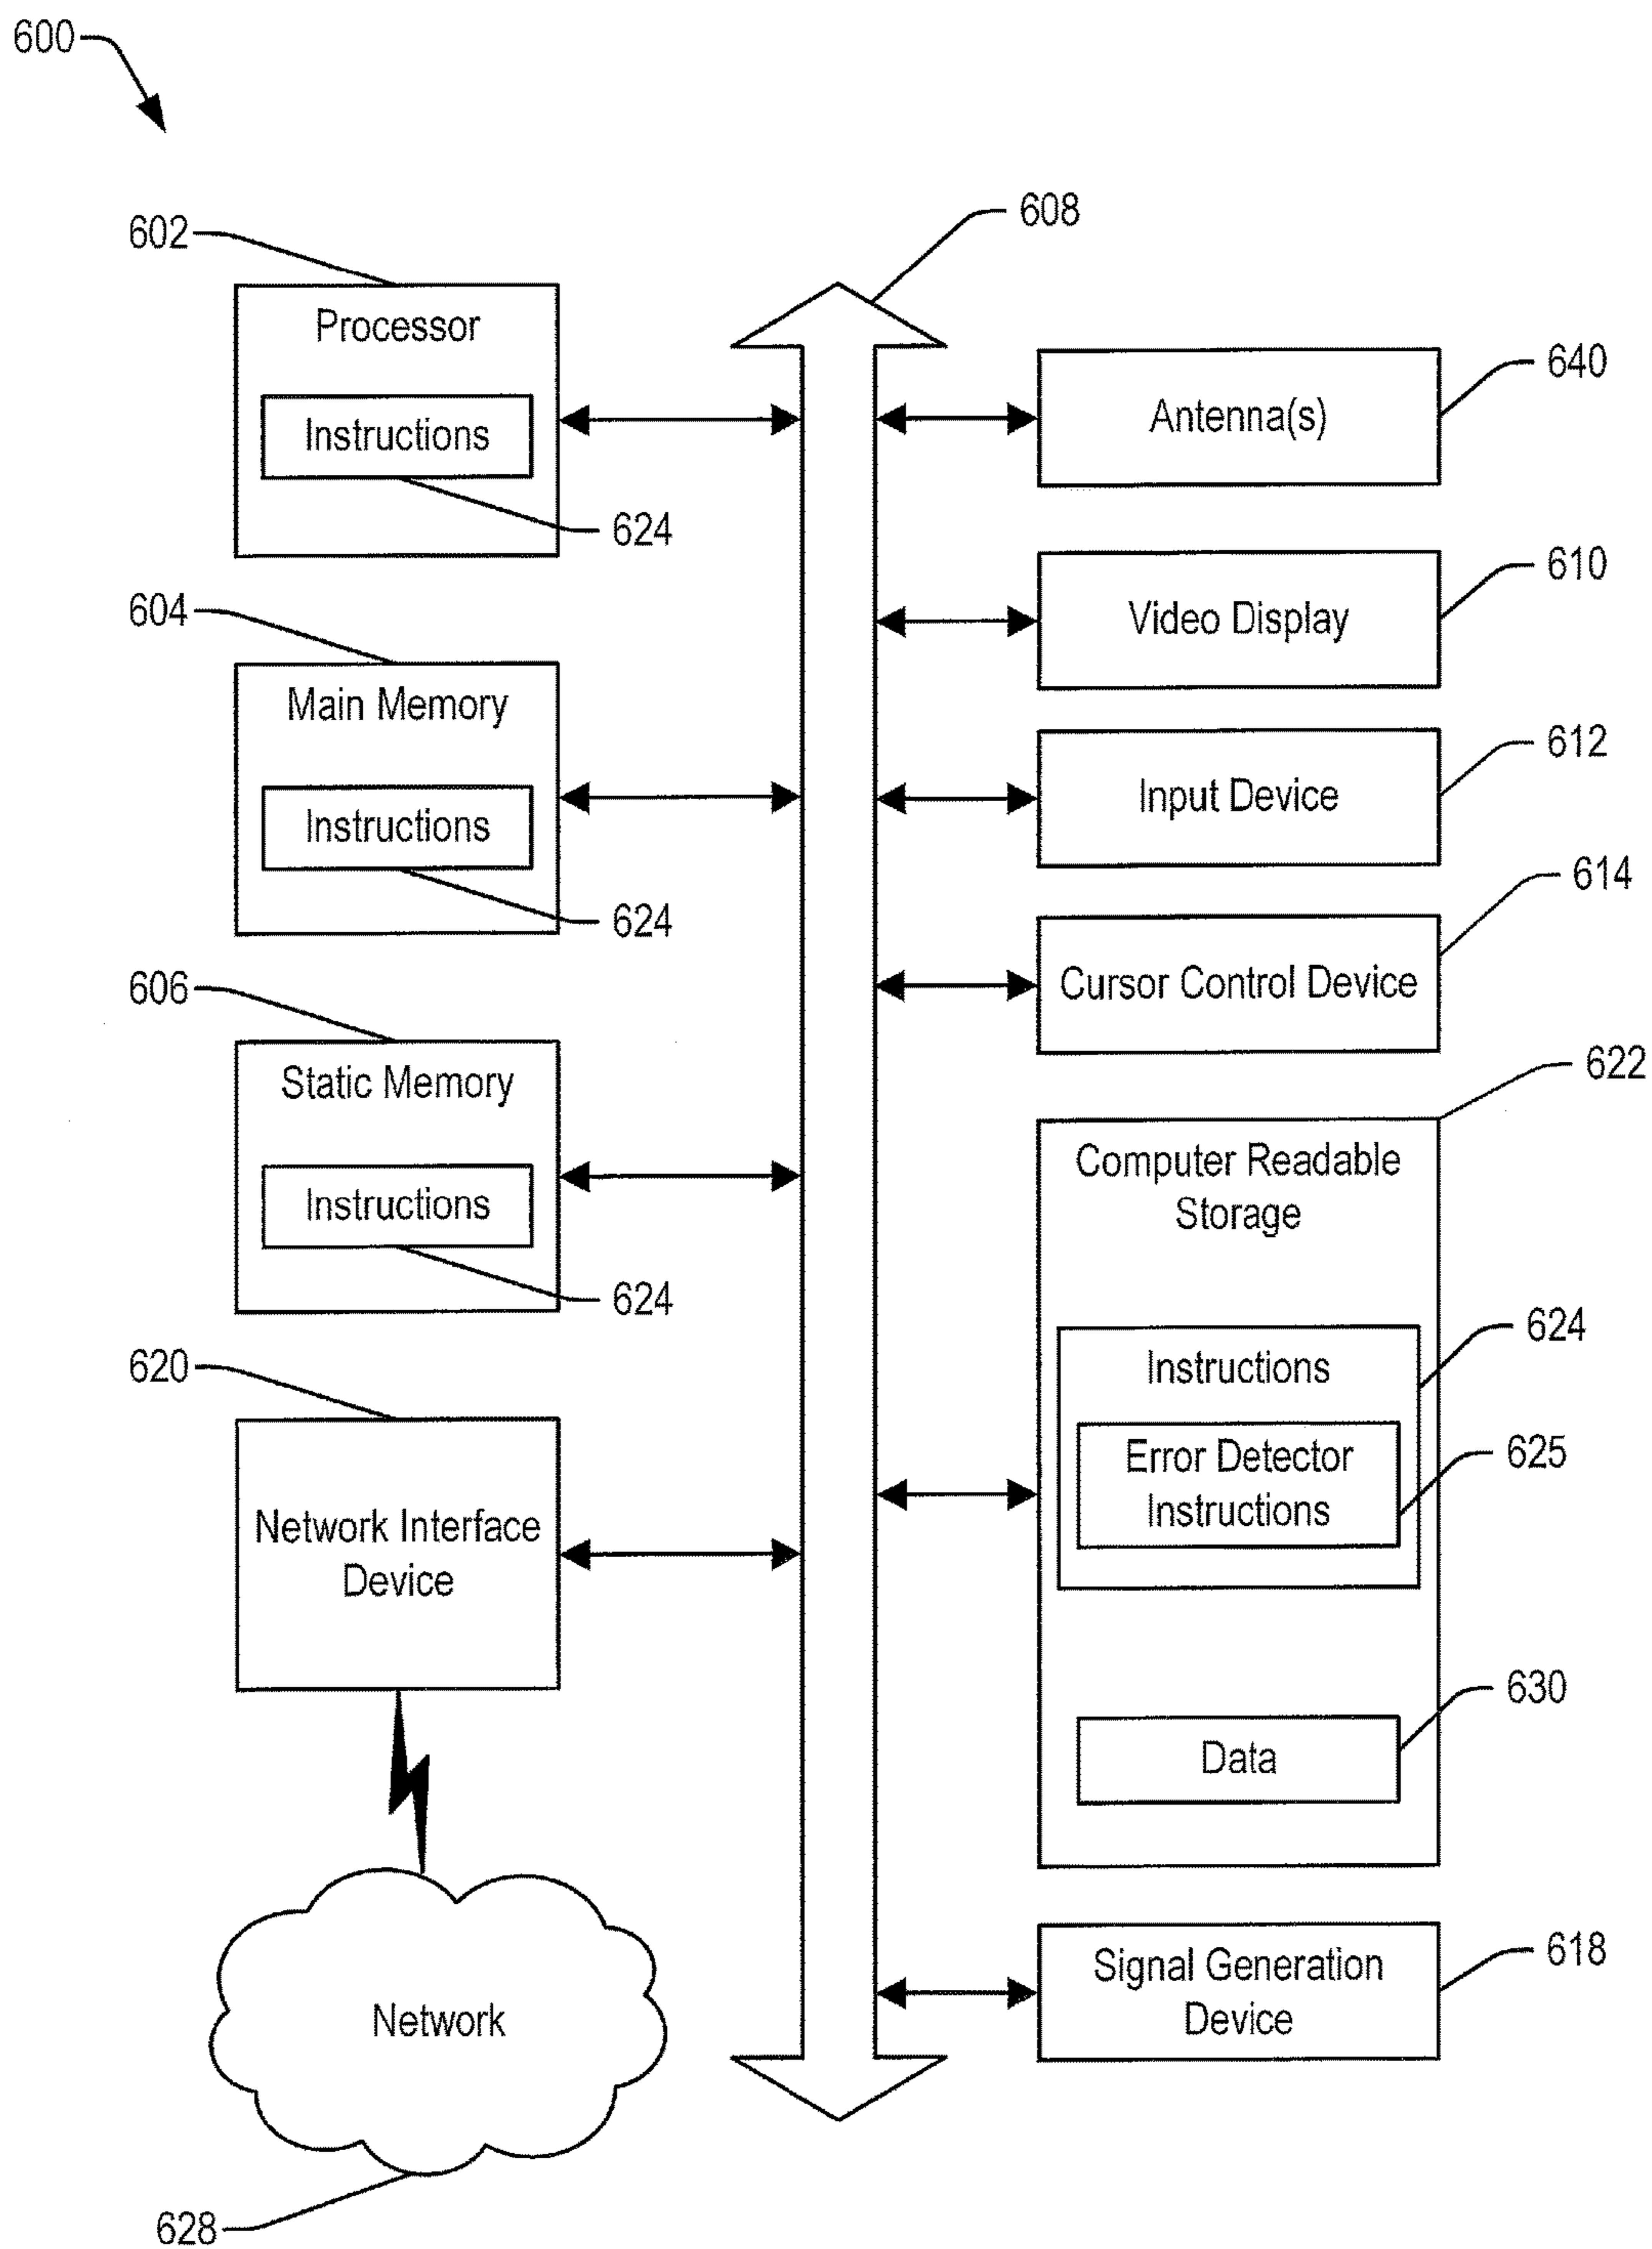 600
602
608
Processor
Instructions
624
640
Antenna(s)
604
Main Memory
Instructions
624
610
Video Display
612
Input Device
614
Cursor Control Device
606
Static Memory
Instructions
624
622
Computer Readable
Storage
624
Instructions
Error Detector
Instructions
625
620
Network Interface
Device
630
Data
Network
628
618
Signal Generation
Device